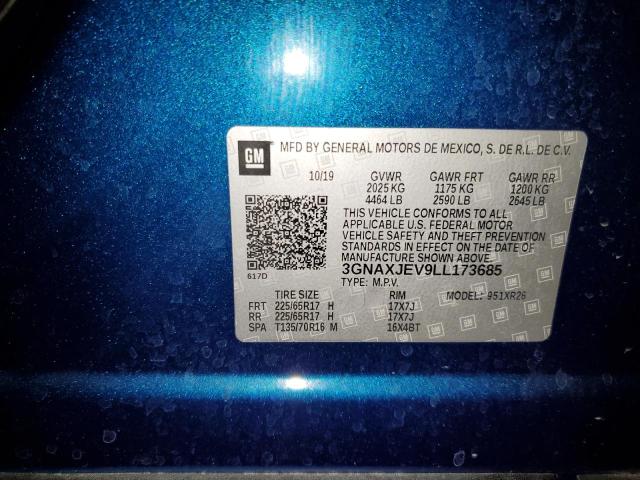 GM
MFD BY GENERAL MOTORS DE MEXICO, S. DE R.L. DE C.V.
10/19 GVWR GAWR FRT GAWR RR
2025 KG 1175 KG 1200 KG
4464 LB 2590 LB 2645 LB
THIS VEHICLE CONFORMS TO ALL
APPLICABLE U.S. FEDERAL MOTOR
VEHICLE SAFETY AND THEFT PREVENTION
STANDARDS IN EFFECT ON THE DATE OF
MANUFACTURE SHOWN ABOVE.
617D
3GNAXJEV9LL173685
TYPE: M.P.V. MODEL: 951XR26
TIRE SIZE RIM
FRT 225/65R17 H 17X7J
RR 225/65R17 H 17X7J
SPA T135/70R16 M 16X4BT